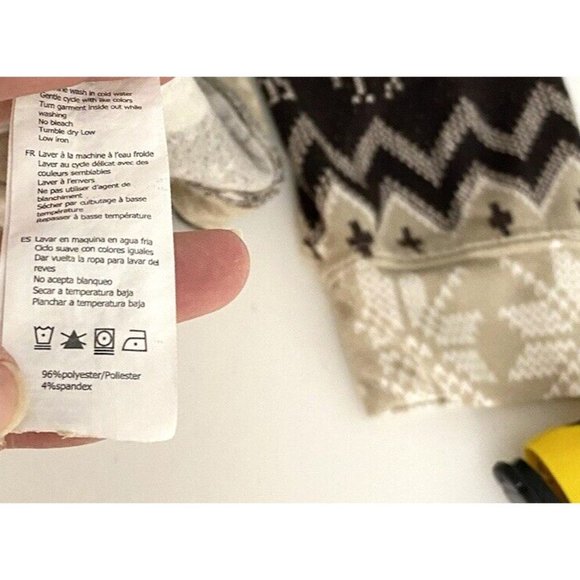 wash in cold water
Gentle cycle with like colors
Turn garment inside out while
washing
No bleach
Tumble dry Low
Low iron
FR Laver à la machine à l'eau froide
Laver au cycle délicat avec des
couleurs semblables
Laver à l'envers
Ne pas utiliser d'agent de
blanchiment
Sécher par culbutage à basse
température
Repasser à basse température
ES Lavar en maquina en agua fria
Ciclo suave con colores iguales
Dar vuelta la ropa para lavar del
reves
No acepta blanqueo
Secar a temperatura baja
Planchar a temperatura baja
96%polyester/Poliester
4%spandex